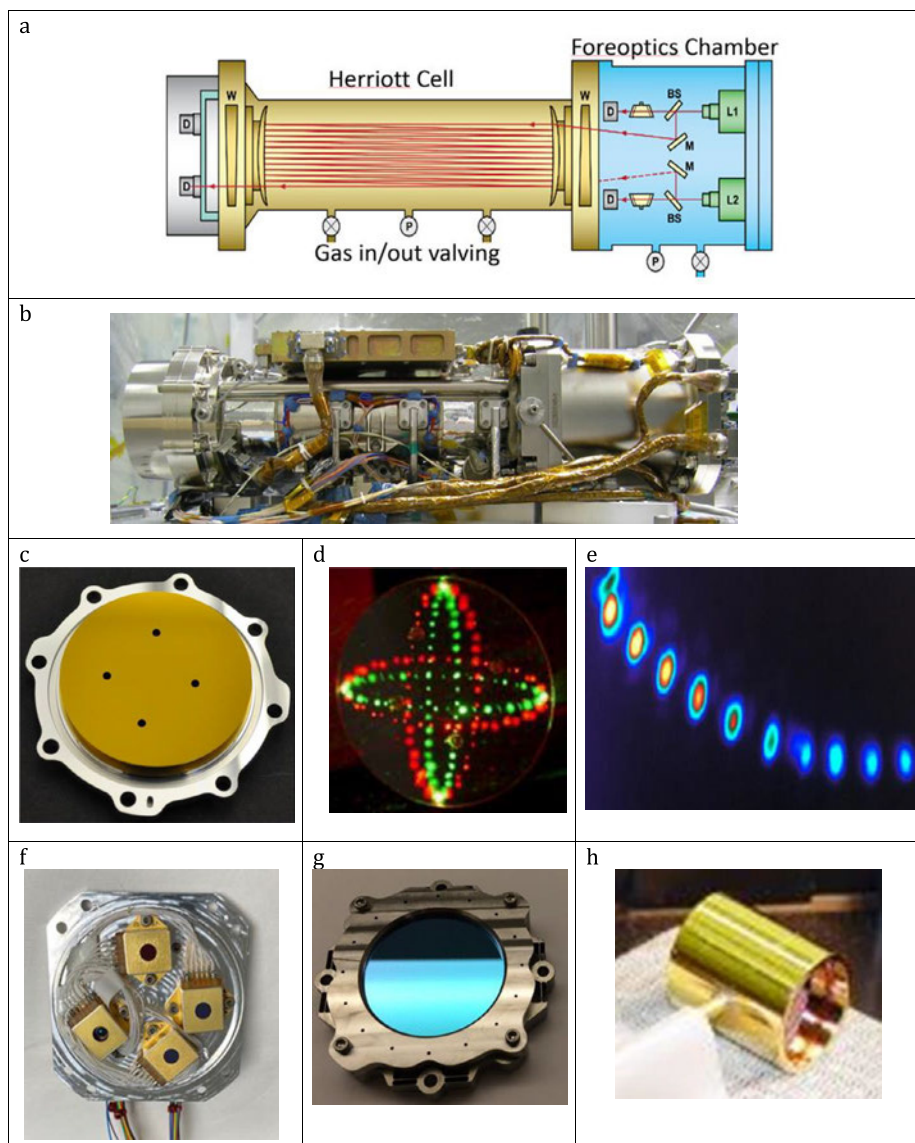 a
Foreoptics Chamber
Herriott Cell
W
W
BS
D
D
L1
M
M
D
D
L2
BS
P
P
Gas in/out valving
b
c
d
e
f
g
h